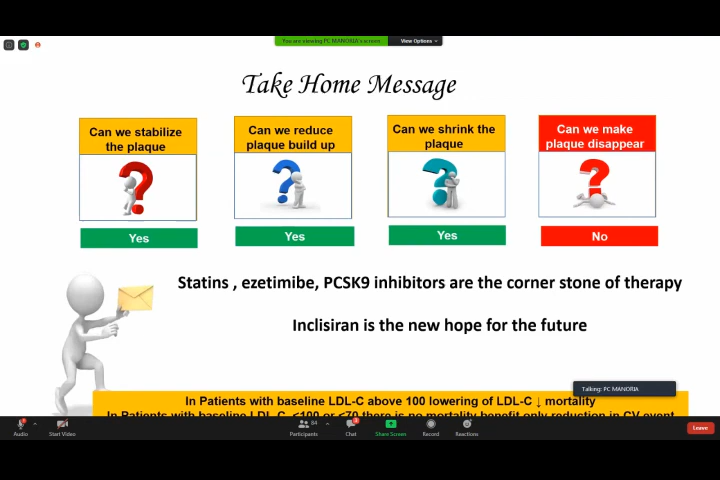 You are viewing PC MANORIA's screen
View Options
Take Home Message
Can we stabilize
the plaque
Can we reduce
plaque build up
Can we shrink the
plaque
Can we make
plaque disappear
Yes
Yes
Yes
No
Statins , ezetimibe, PCSK9 inhibitors are the corner stone of therapy
Inclisiran is the new hope for the future
Talking: PC MANORIA
In Patients with baseline LDL-C above 100 lowering of LDL-C ↓ mortality
In Patients with baseline LDL-C <100 or <70 there is no mortality benefit only reduction in CV event
84
Audio
Start Video
Participants
Chat
Share Screen
Record
Reactions
Leave